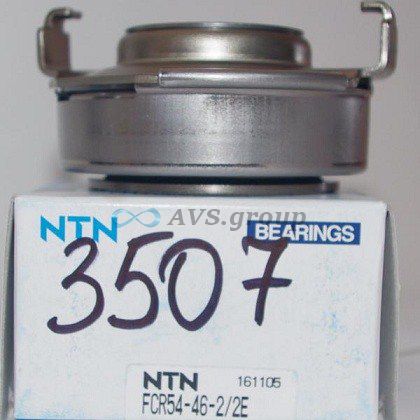 NTN AVS.group BEARINGS
3507
NTN 161105
FCR54-46-2/2E